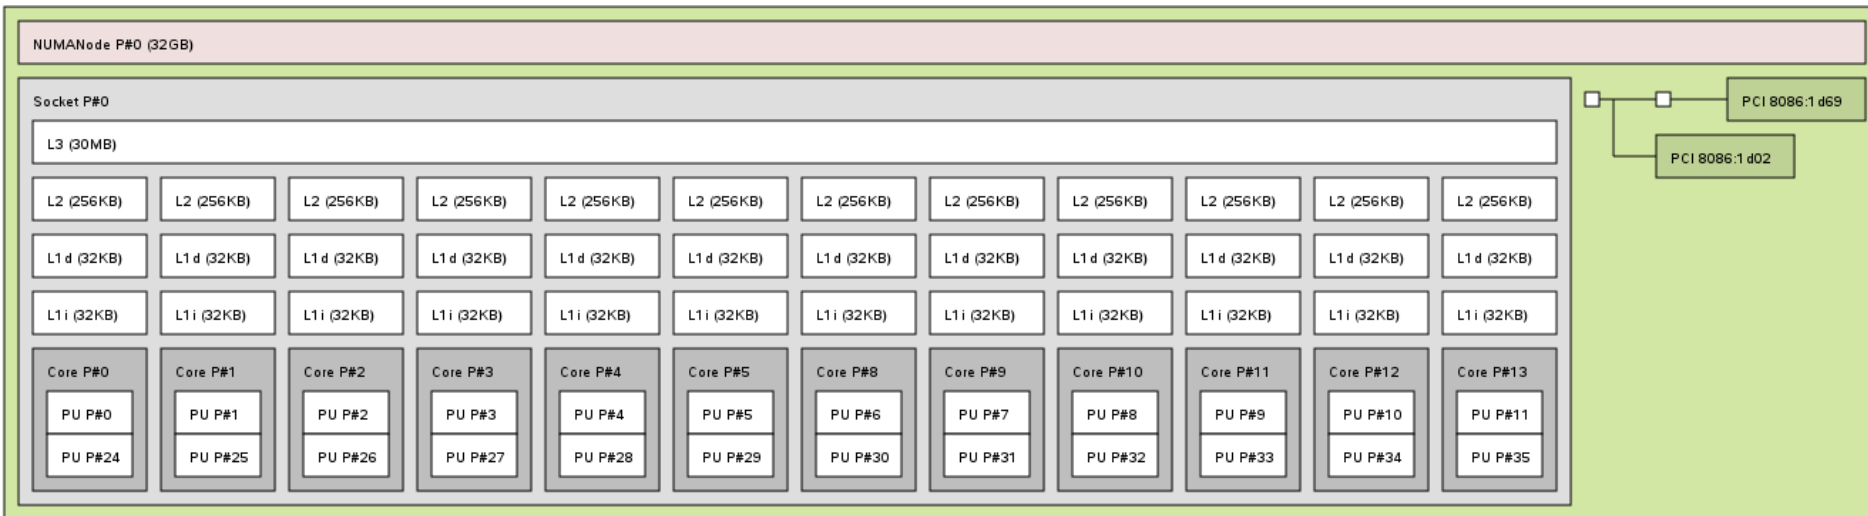 NUMANode P#0 (32GB)
Socket P#0
PCI 8086:1d69
L3 (30MB)
PCI 8086:1d02
L2 (256KB) L2 (256KB) L2 (256KB) L2 (256KB) L2 (256KB) L2 (256KB) L2 (256KB) L2 (256KB) L2 (256KB) L2 (256KB) L2 (256KB) L2 (256KB)
L1d (32KB) L1d (32KB) L1d (32KB) L1d (32KB) L1d (32KB) L1d (32KB) L1d (32KB) L1d (32KB) L1d (32KB) L1d (32KB) L1d (32KB) L1d (32KB)
L1i (32KB) L1i (32KB) L1i (32KB) L1i (32KB) L1i (32KB) L1i (32KB) L1i (32KB) L1i (32KB) L1i (32KB) L1i (32KB) L1i (32KB) L1i (32KB)
Core P#0 Core P#1 Core P#2 Core P#3 Core P#4 Core P#5 Core P#8 Core P#9 Core P#10 Core P#11 Core P#12 Core P#13
PU P#0 PU P#1 PU P#2 PU P#3 PU P#4 PU P#5 PU P#6 PU P#7 PU P#8 PU P#9 PU P#10 PU P#11
PU P#24 PU P#25 PU P#26 PU P#27 PU P#28 PU P#29 PU P#30 PU P#31 PU P#32 PU P#33 PU P#34 PU P#35